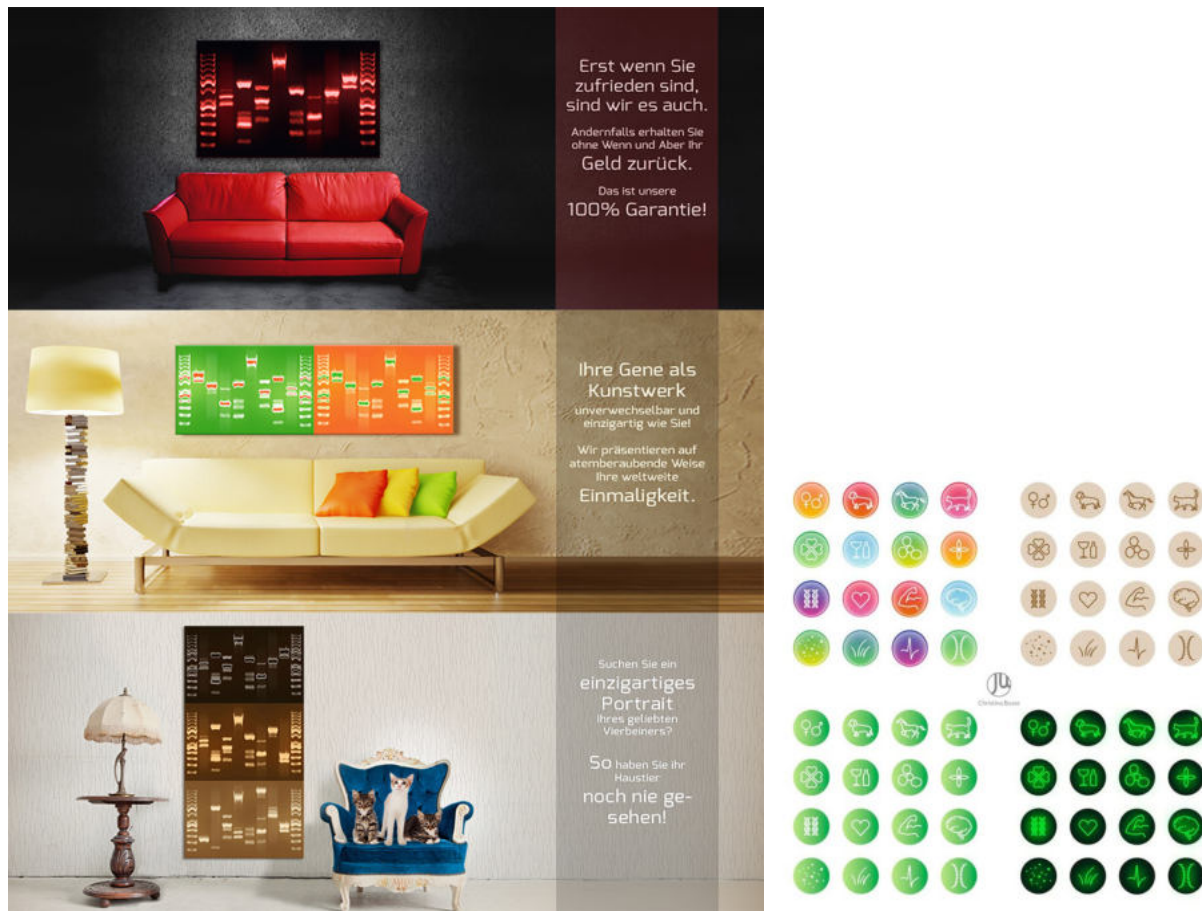 Erst wenn Sie
zufrieden sind,
sind wir es auch.
Andernfalls erhalten Sie
ohne Wenn und Aber Ihr
Geld zurück.
Das ist unsere
100% Garantie!
Ihre Gene als
Kunstwerk
unverwechselbar und
einzigartig wie Sie!
Wir präsentieren auf
atemberaubende Weise
Ihre weltweite
Einmaligkeit.
Suchen Sie ein
einzigartiges
Portrait
Ihres geliebten
Vierbeiners?
So haben Sie ihr
Haustier
noch nie ge-
sehen!